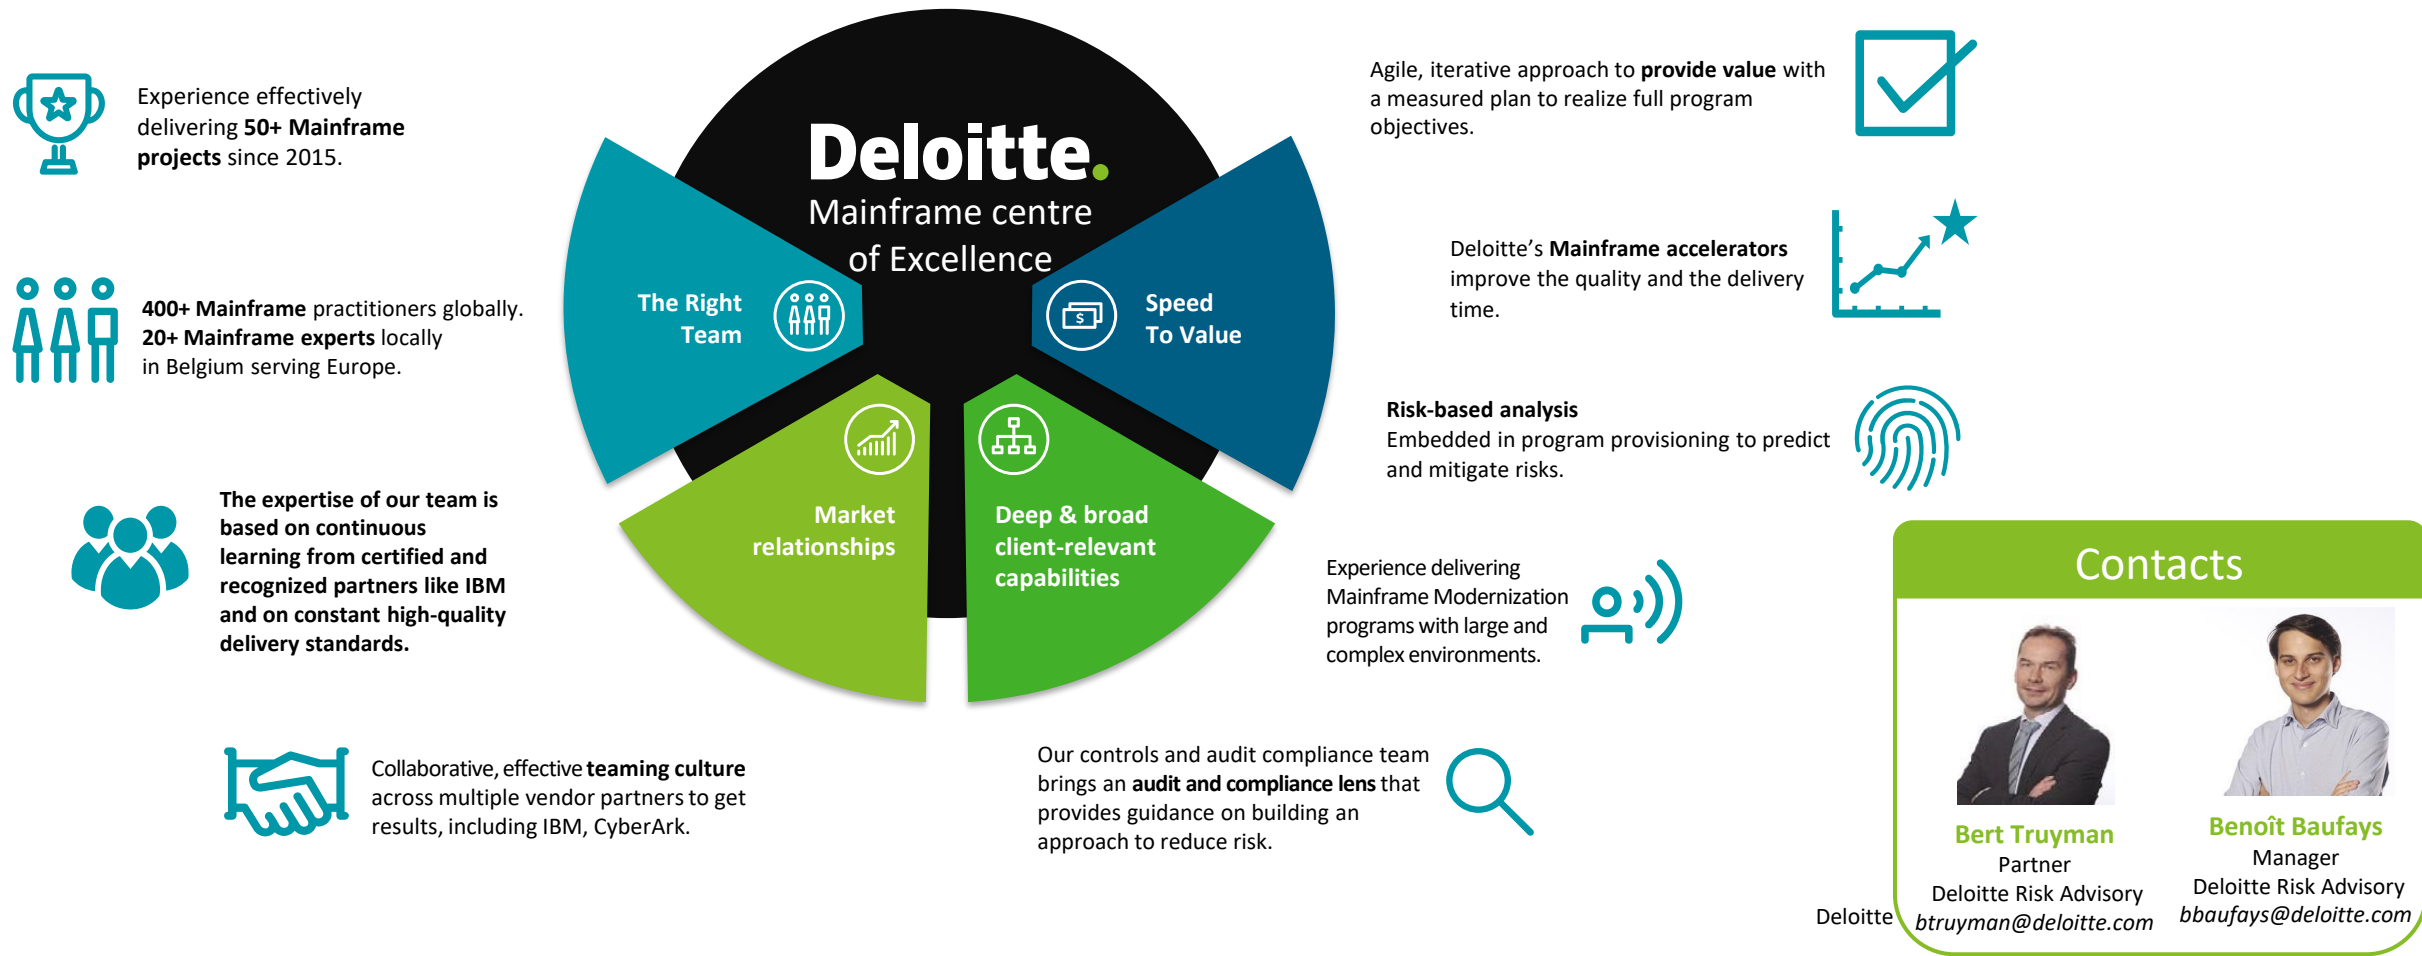 Experience effectively
delivering 50+ Mainframe
projects since 2015.
400+ Mainframe practitioners globally.
20+ Mainframe experts locally
in Belgium serving Europe.
The expertise of our team is
based on continuous
learning from certified and
recognized partners like IBM
and on constant high-quality
delivery standards.
Collaborative, effective teaming culture
across multiple vendor partners to get
results, including IBM, CyberArk.
Deloitte.
Mainframe centre
of Excellence
The Right
Team
Speed
To Value
$
Market
relationships
Deep & broad
client-relevant
capabilities
Agile, iterative approach to provide value with
a measured plan to realize full program
objectives.
Deloitte’s Mainframe accelerators
improve the quality and the delivery
time.
Risk-based analysis
Embedded in program provisioning to predict
and mitigate risks.
Experience delivering
Mainframe Modernization
programs with large and
complex environments.
Our controls and audit compliance team
brings an audit and compliance lens that
provides guidance on building an
approach to reduce risk.
Contacts
Bert Truyman
Partner
Deloitte Risk Advisory
btruyman@deloitte.com
Benoît Baufays
Manager
Deloitte Risk Advisory
bbaufays@deloitte.com
Deloitte